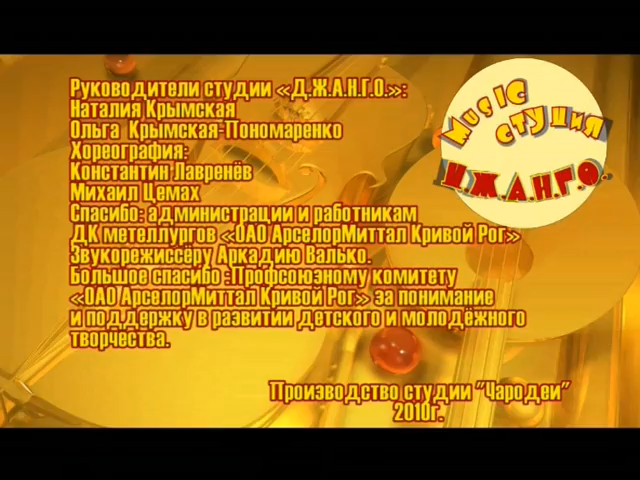 Руководители студии «Д.Ж.А.Н.Г.О.»:
Наталия Крымская
Ольга Крымская-Пономаренко
Хореография:
Константин Лавренёв
Михаил Цемах
Спасибо: администрации и работникам
ДК метеллургов «ОАО АрселорМиттал Кривой Рог»
Звукорежиссёру Аркадию Валько.
Большое спасибо :Профсоюзному комитету
«ОАО АрселорМиттал Кривой Рог» за понимание
и поддержку в развитии детского и молодёжного
творчества.
MUSIC
СТУДИЯ
Д.Ж.А.Н.Г.О.
Производство студии "Чародеи"
2010г.